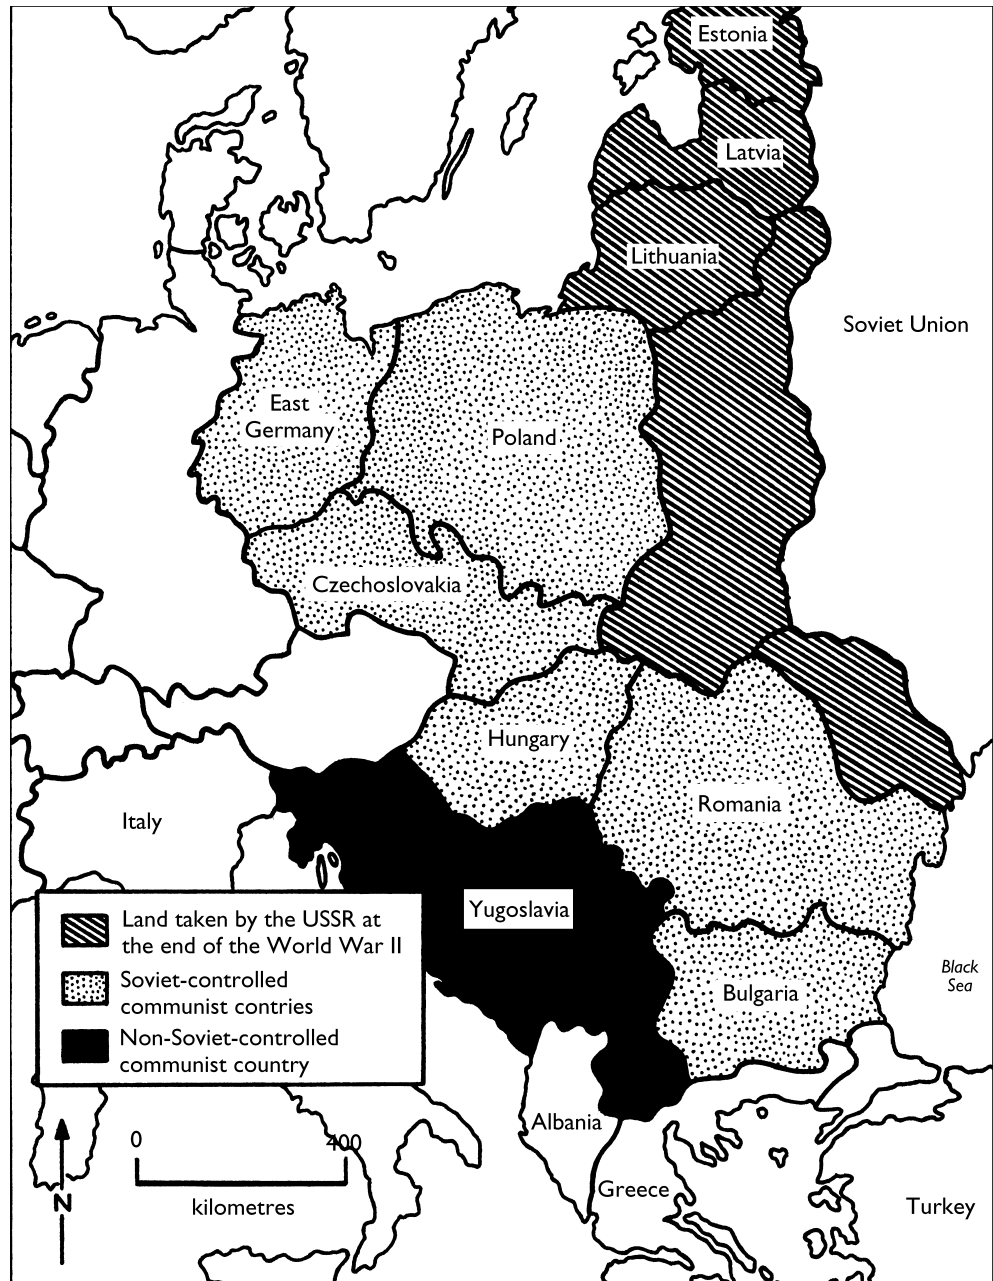 Estonia
Latvia
Lithuania
Soviet Union
East
Germany
Poland
Czechoslovakia
Hungary
Romania
Italy
Yugoslavia
Land taken by the USSR at
the end of the World War II
Soviet-controlled
communist contries
Non-Soviet-controlled
communist country
Black
Sea
Bulgaria
Albania
0 400
kilometres
N
Greece
Turkey